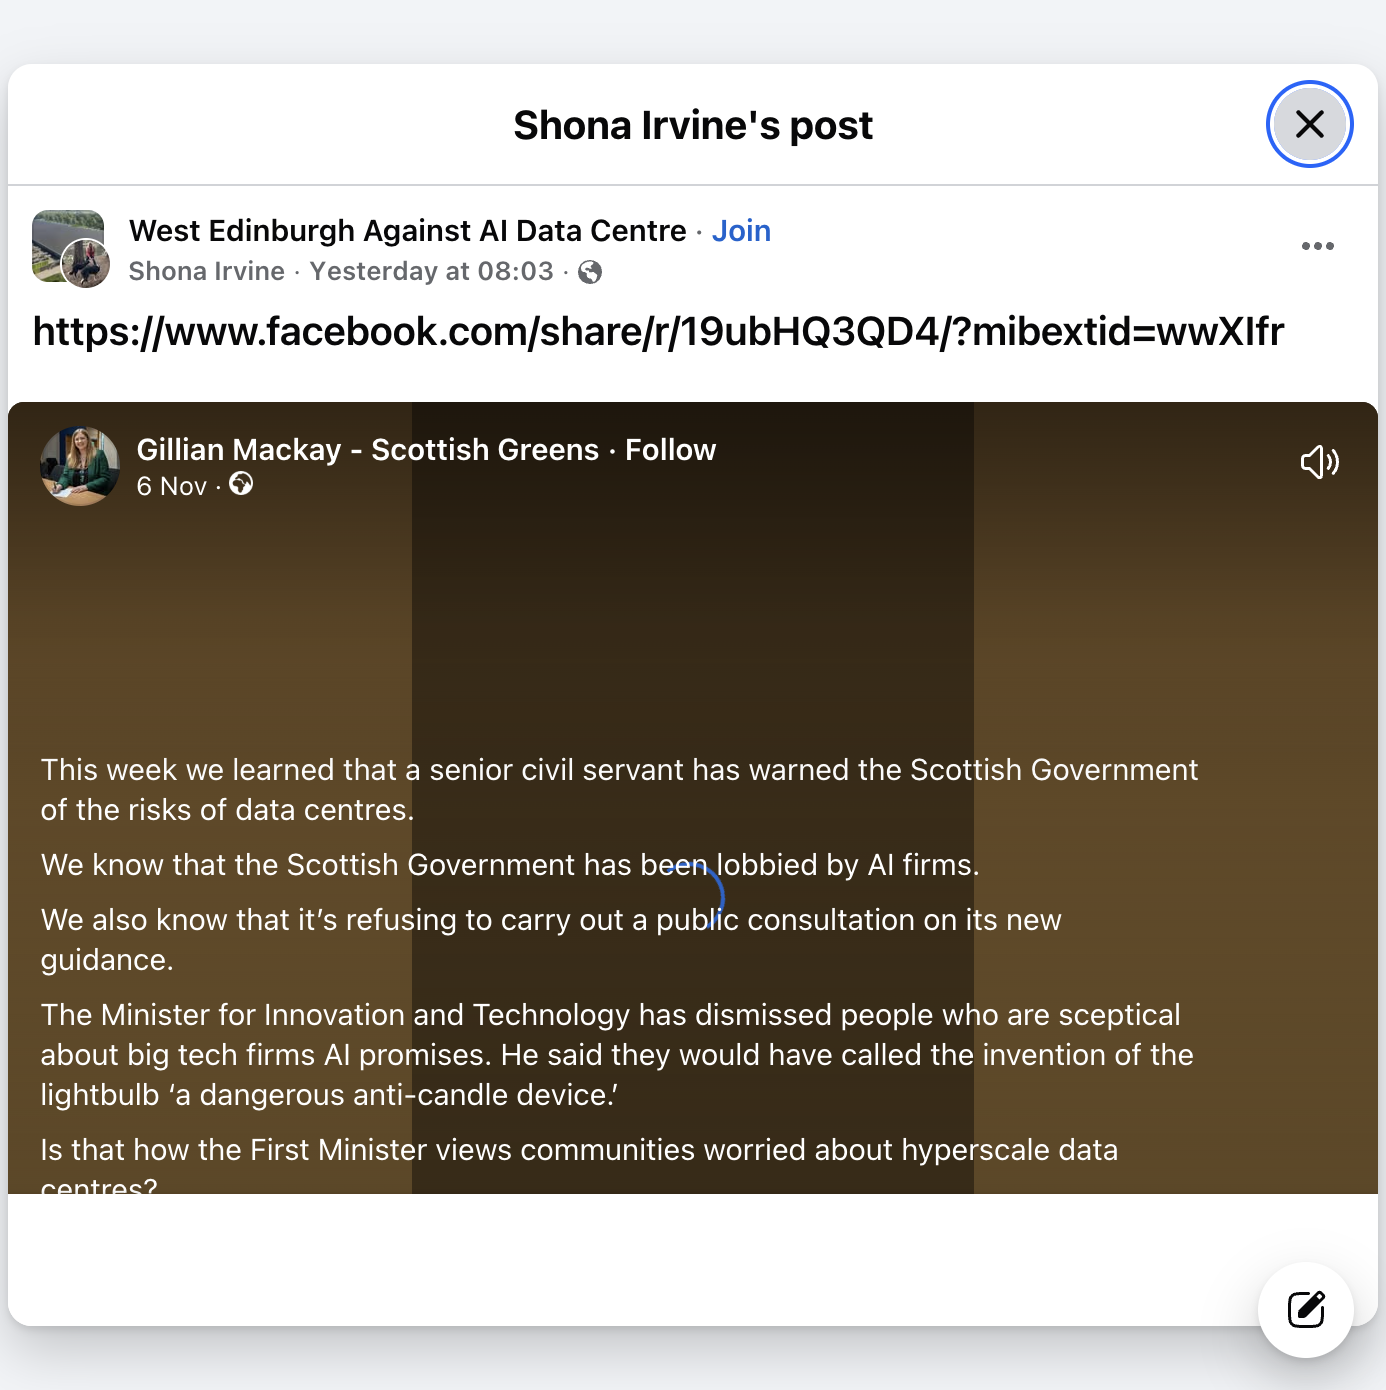 Shona Irvine's post
West Edinburgh Against AI Data Centre · Join
Shona Irvine · Yesterday at 08:03 ·
https://www.facebook.com/share/r/19ubHQ3QD4/?mibextid=wwXIfr
Gillian Mackay - Scottish Greens · Follow
6 Nov ·
This week we learned that a senior civil servant has warned the Scottish Government
of the risks of data centres.
We know that the Scottish Government has been lobbied by AI firms.
We also know that it’s refusing to carry out a public consultation on its new
guidance.
The Minister for Innovation and Technology has dismissed people who are sceptical
about big tech firms AI promises. He said they would have called the invention of the
lightbulb ‘a dangerous anti-candle device.’
Is that how the First Minister views communities worried about hyperscale data
centres?